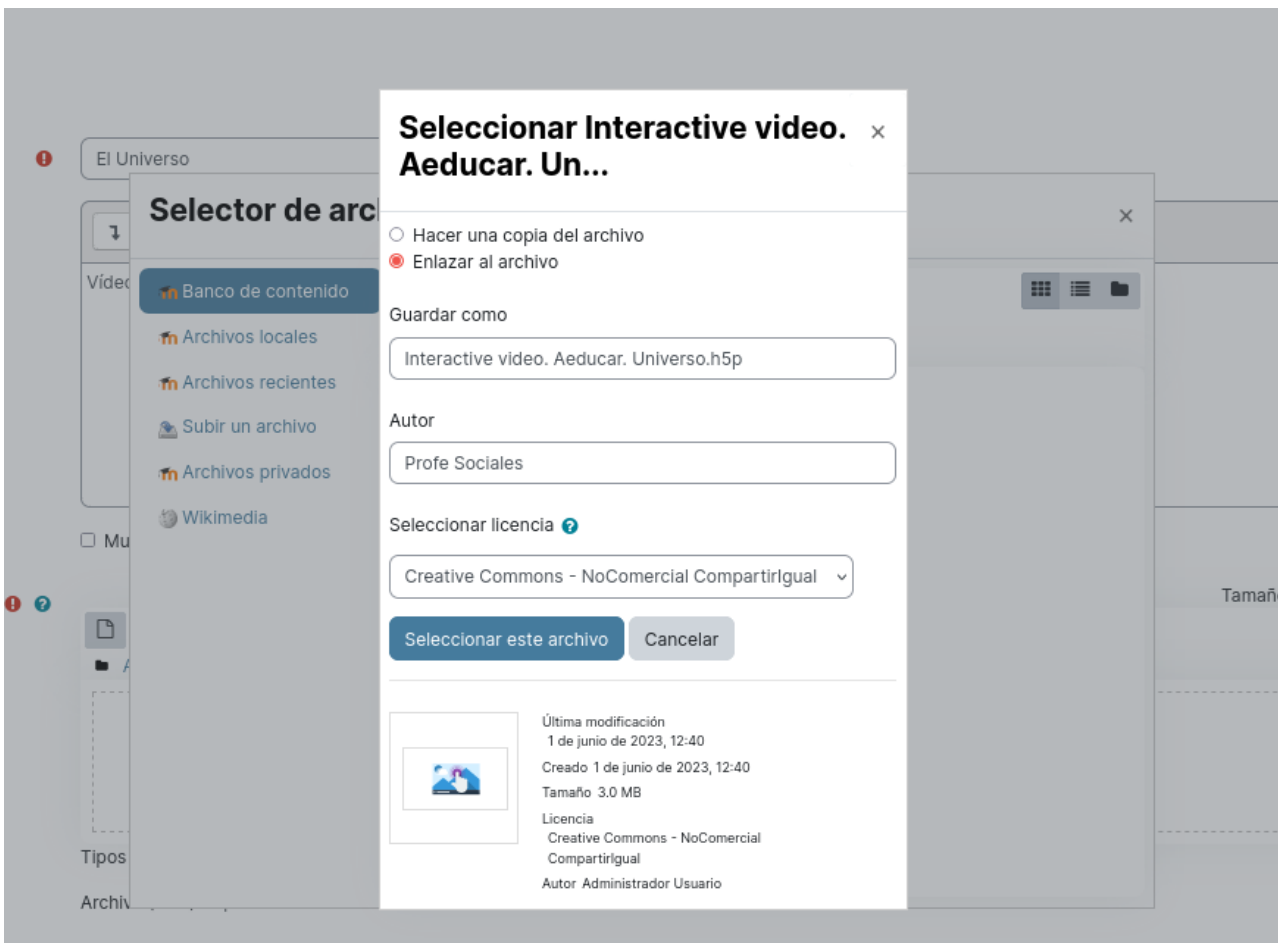 Seleccionar Interactive video.
Aeducar. Un...
×
El Universo
Selector de arc
×
Hacer una copia del archivo
Enlazar al archivo
Vídeo
Banco de contenido
Archivos locales
Archivos recientes
Subir un archivo
Archivos privados
Wikimedia
Guardar como
Interactive video. Aeducar. Universo.h5p
Autor
Profe Sociales
Seleccionar licencia
Creative Commons - NoComercial CompartirIgual
Mu
Tamañ
Seleccionar este archivo
Cancelar
Última modificación
1 de junio de 2023, 12:40
Creado 1 de junio de 2023, 12:40
Tamaño 3.0 MB
Licencia
Creative Commons - NoComercial
CompartirIgual
Autor Administrador Usuario
Tipos
Archiv